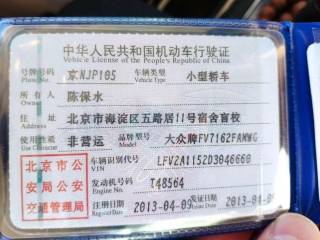 中华人民共和国机动车行驶证
Vehicle License of the People's Republic of China
号牌号码 京NJP105 车辆类型 小型轿车
Plate No. Vehicle Type
所有人 陈保水
Owner
住址 北京市海淀区五路居11号宿舍盲校
Address
使用性质 非营运 品牌型号 大众牌FV7162FAMWG
Use Character Model
北京市公
安局公安
交通管理局
车辆识别代号 LFV2A1152D3046660
VIN
发动机号码 T48564
Engine No.
注册日期 2013-04-09 发证日期 2013-04-09
Register Date Issue Date